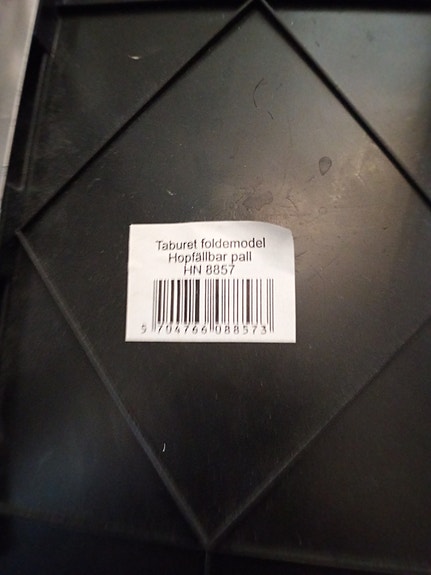 Taburet foldemodel
Hopfällbar pall
HN 8857
5 704766 088573